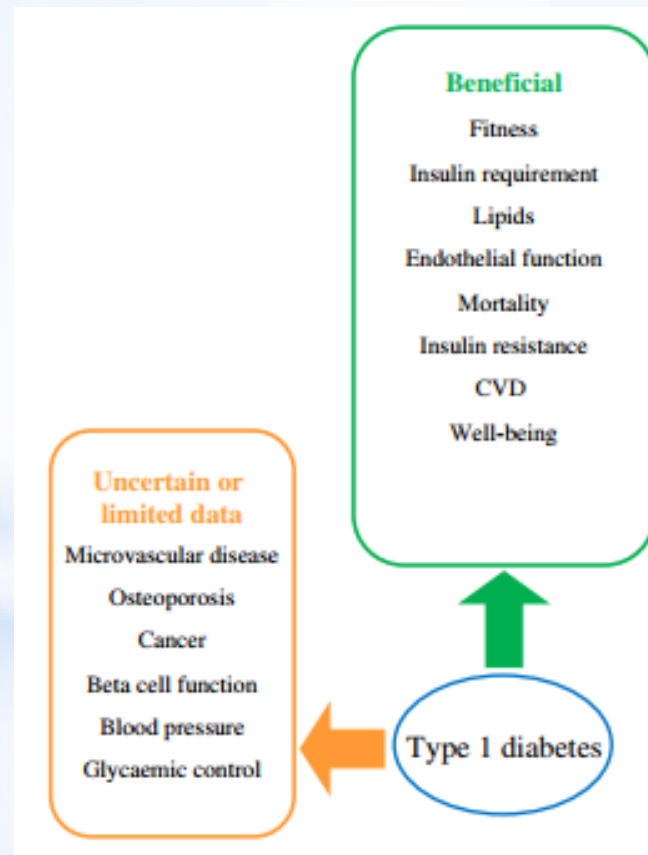 Beneficial
Fitness
Insulin requirement
Lipids
Endothelial function
Mortality
Insulin resistance
CVD
Well-being
Uncertain or
limited data
Microvascular disease
Osteoporosis
Cancer
Beta cell function
Blood pressure
Glycaemic control
Type 1 diabetes